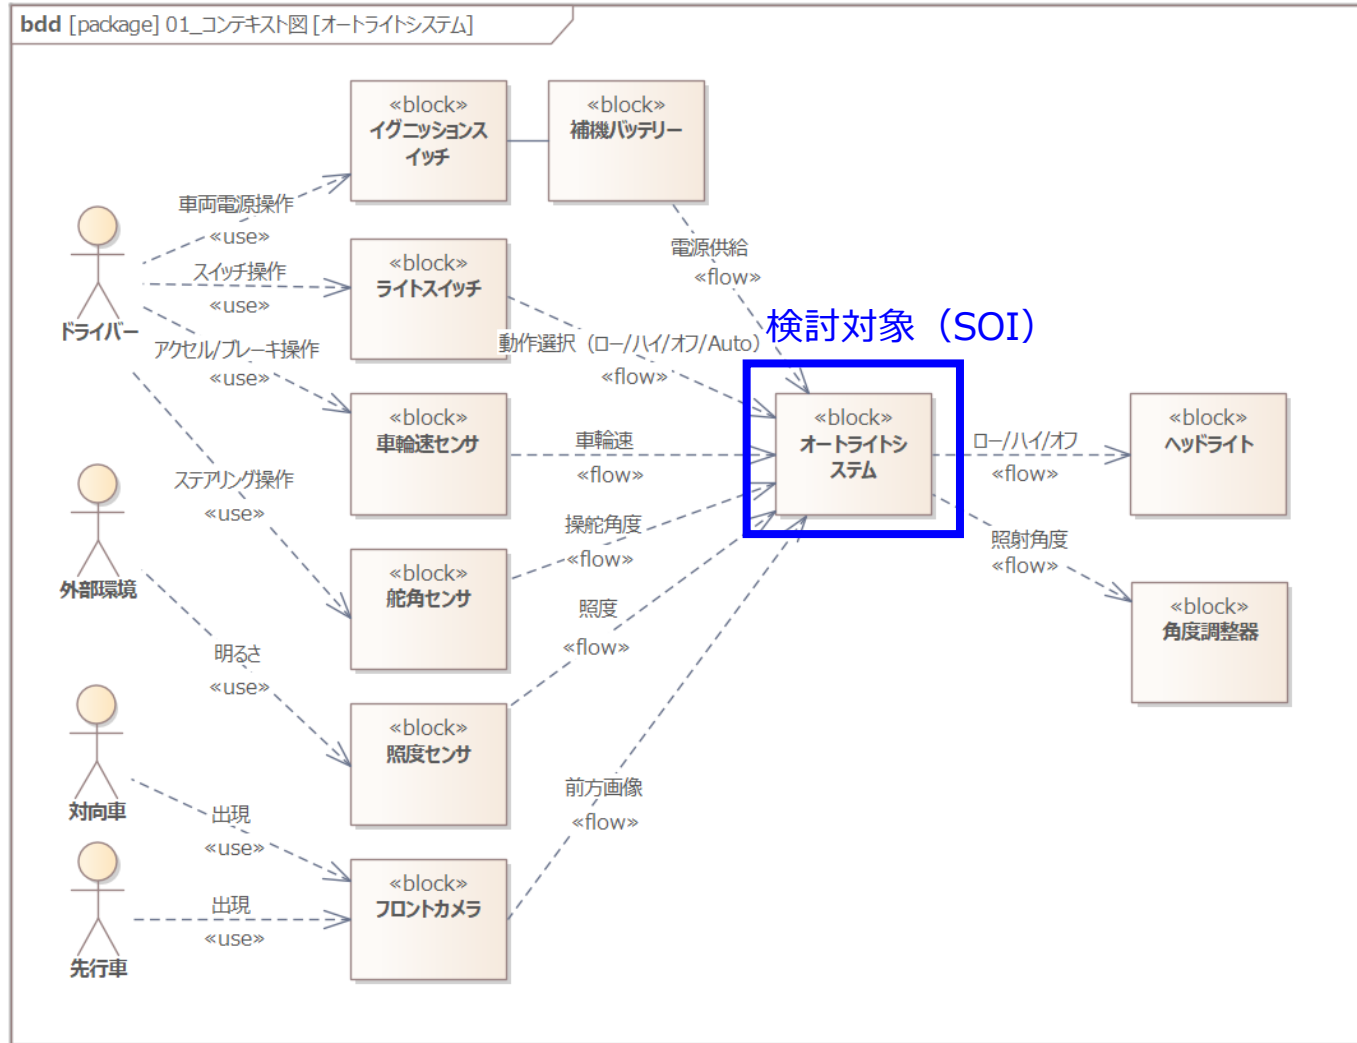 bdd [package] 01_コンテキスト図 [オートライトシステム]
«block»
イグニッションス
イッチ
«block»
補機バッテリー
車両電源操作
«use»
電源供給
«flow»
«block»
ライトスイッチ
スイッチ操作
«use»
ドライバー
検討対象（SOI）
動作選択（ロー/ハイ/オフ/Auto）
«flow»
アクセル/ブレーキ操作
«use»
«block»
車輪速センサ
車輪速
«flow»
«block»
オートライトシ
ステム
ロー/ハイ/オフ
«flow»
«block»
ヘッドライト
ステアリング操作
«use»
操舵角度
«flow»
照射角度
«flow»
外部環境
«block»
舵角センサ
照度
«flow»
«block»
角度調整器
明るさ
«use»
«block»
照度センサ
前方画像
«flow»
対向車
出現
«use»
«block»
フロントカメラ
出現
«use»
先行車